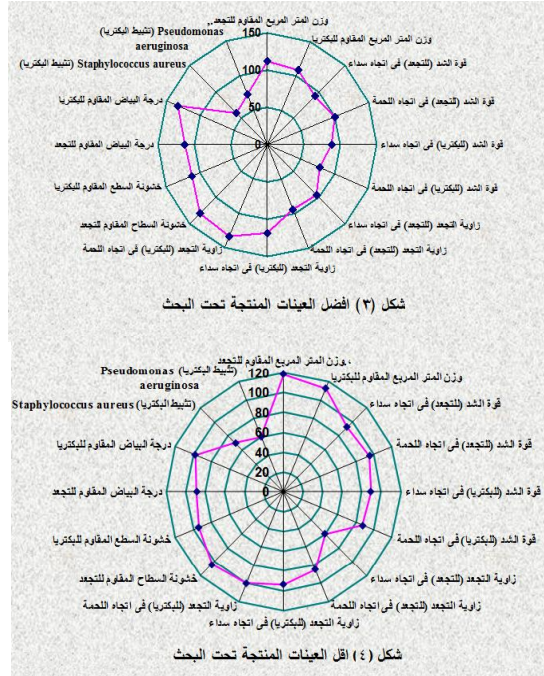 وزن المتر المربع المقاوم للتجعد
وزن المتر المربع المقاوم للبكتريا
قوة الشد (للتجعد) فى اتجاه سداء
قوة الشد (للتجعد) فى اتجاه اللحمة
قوة الشد (للبكتريا) فى اتجاه سداء
قوة الشد (للبكتريا) فى اتجاه اللحمة
زاوية التجعد (للتجعد) فى اتجاه سداء
زاوية التجعد (للتجعد) فى اتجاه اللحمة
زاوية التجعد (للبكتريا) فى اتجاه سداء
زاوية التجعد (للبكتريا) فى اتجاه اللحمة
خشونة السطاح المقاوم للتجعد
خشونة السطع المقاوم للبكتريا
درجة البياض المقاوم للتجعد
درجة البياض المقاوم للبكتريا
Staphylococcus aureus (تثبيط البكتريا)
Pseudomonas (تثبيط البكتريا)
aeruginosa
150
100
50
0
شكل (٣) افضل العينات المنتجة تحت البحث
وزن المتر المربع المقاوم للتجعد
وزن المتر المربع المقاوم للبكتريا
قوة الشد (للتجعد) فى اتجاه سداء
قوة الشد (للتجعد) فى اتجاه اللحمة
قوة الشد (للبكتريا) فى اتجاه سداء
قوة الشد (للبكتريا) فى اتجاه اللحمة
زاوية التجعد (للتجعد) فى اتجاه سداء
زاوية التجعد (للتجعد) فى اتجاه اللحمة
زاوية التجعد (للبكتريا) فى اتجاه سداء
زاوية التجعد (للبكتريا) فى اتجاه اللحمة
خشونة السطاح المقاوم للتجعد
خشونة السطع المقاوم للبكتريا
درجة البياض المقاوم للتجعد
درجة البياض المقاوم للبكتريا
Staphylococcus aureus (تثبيط البكتريا)
Pseudomonas (تثبيط البكتريا)
aeruginosa
120
100
80
60
40
20
0
شكل (٤) اقل العينات المنتجة تحت البحث